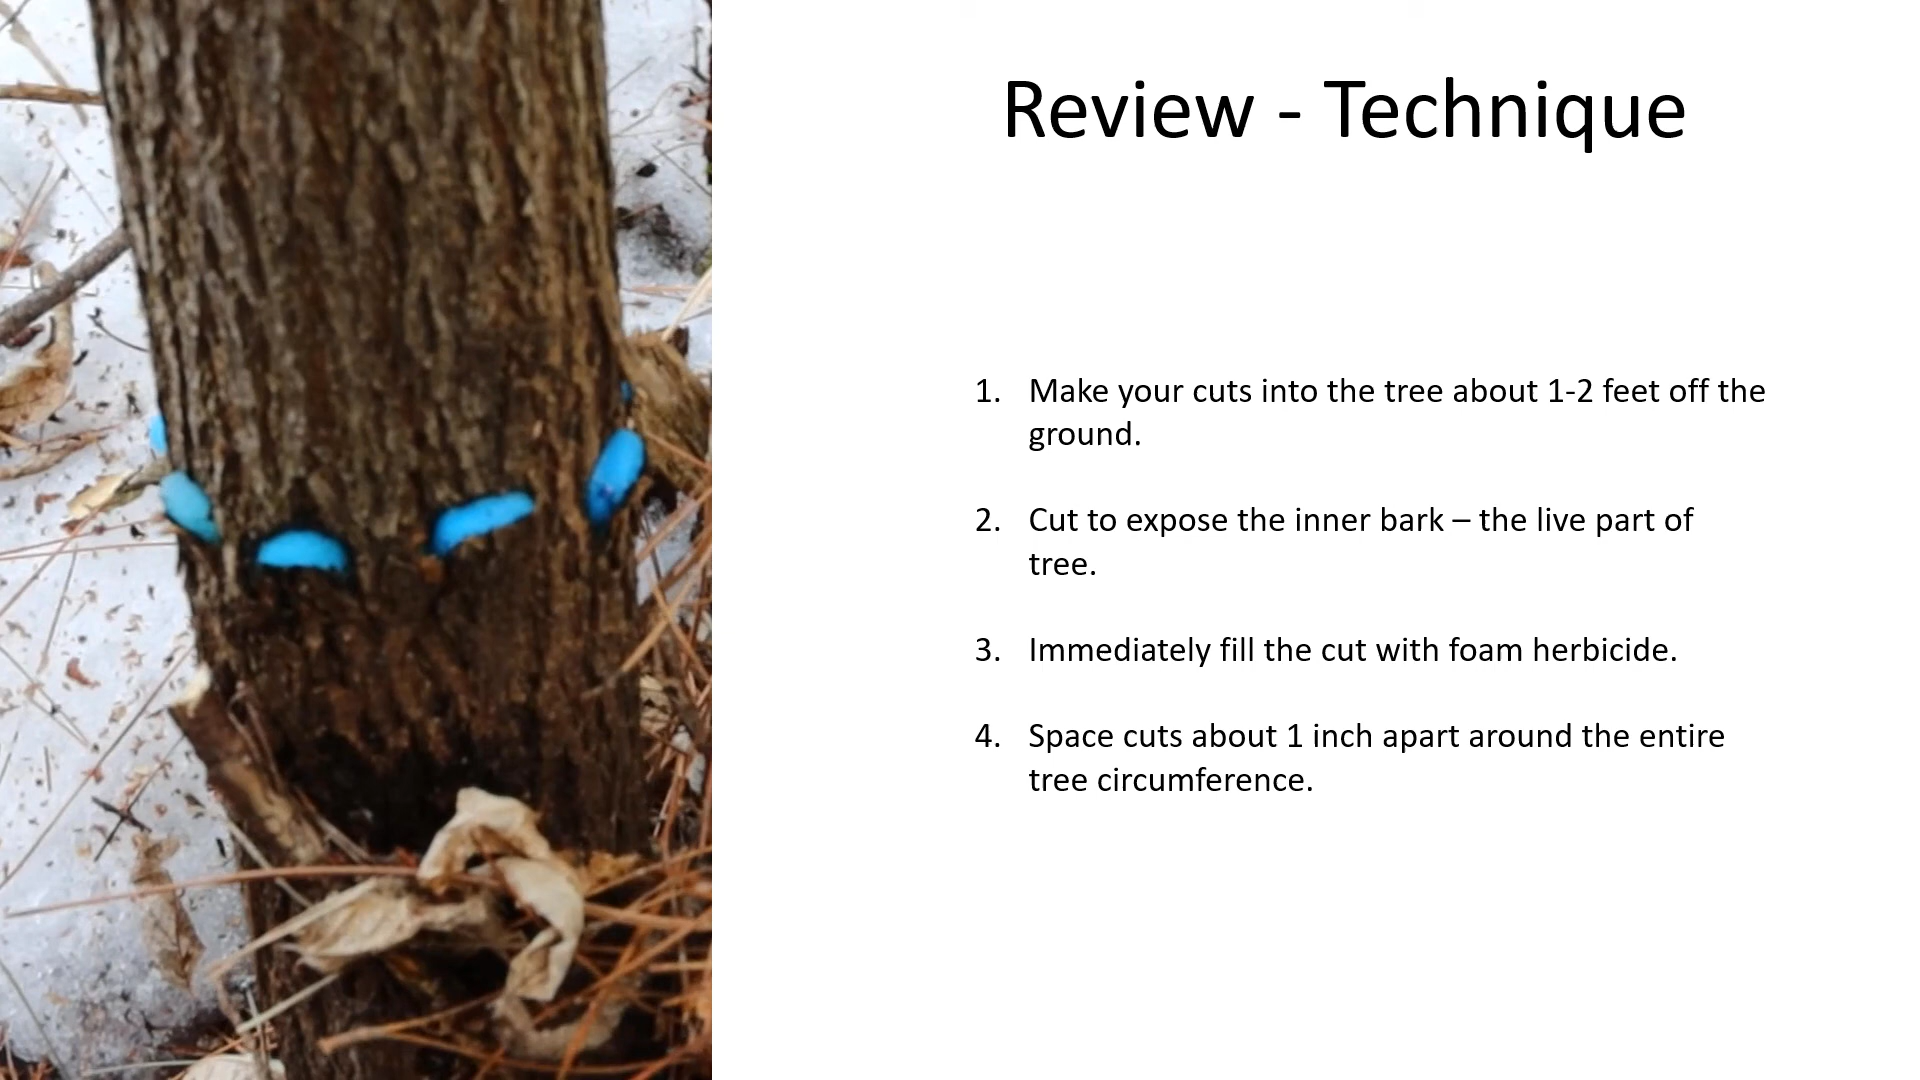 Review - Technique
1. Make your cuts into the tree about 1-2 feet off the
ground.
2. Cut to expose the inner bark – the live part of
tree.
3. Immediately fill the cut with foam herbicide.
4. Space cuts about 1 inch apart around the entire
tree circumference.